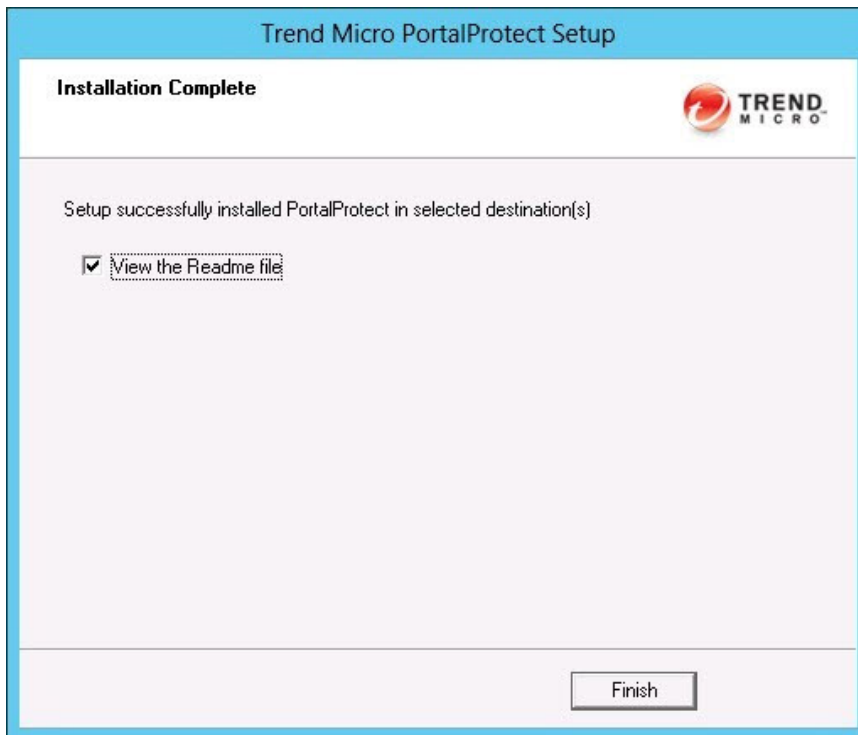 Trend Micro PortalProtect Setup
Installation Complete
TREND
MICRO
Setup successfully installed PortalProtect in selected destination(s)
View the Readme file
Finish